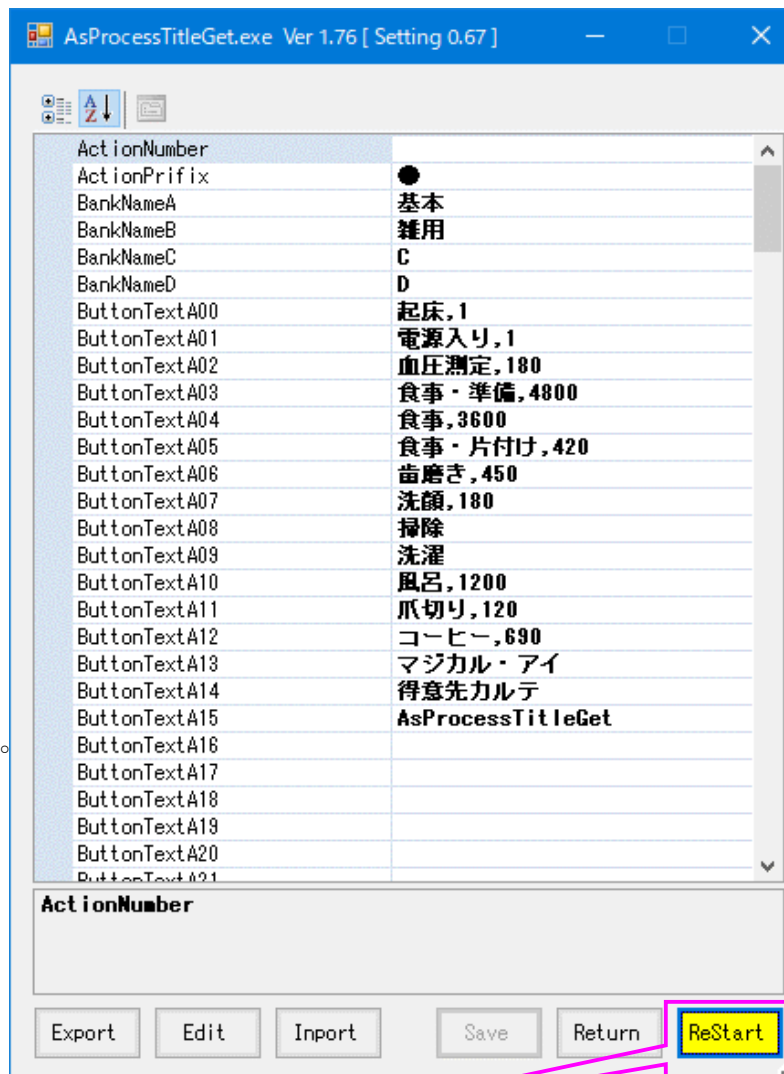 AsProcessTitleGet.exe Ver 1.76 [ Setting 0.67 ]
ActionNumber
ActionPrifix ●
BankNameA 基本
BankNameB 雑用
BankNameC C
BankNameD D
ButtonTextA00 起床,1
ButtonTextA01 電源入り,1
ButtonTextA02 血圧測定,180
ButtonTextA03 食事・準備,4800
ButtonTextA04 食事,3600
ButtonTextA05 食事・片付け,420
ButtonTextA06 歯磨き,450
ButtonTextA07 洗顔,180
ButtonTextA08 掃除
ButtonTextA09 洗濯
ButtonTextA10 風呂,1200
ButtonTextA11 爪切り,120
ButtonTextA12 コーヒー,690
ButtonTextA13 マジカル・アイ
ButtonTextA14 得意先カルテ
ButtonTextA15 AsProcessTitleGet
。
ButtonTextA16
ButtonTextA17
ButtonTextA18
ButtonTextA19
ButtonTextA20
ButtonTextA21
ActionNumber
Export Edit Inport Save Return ReStart